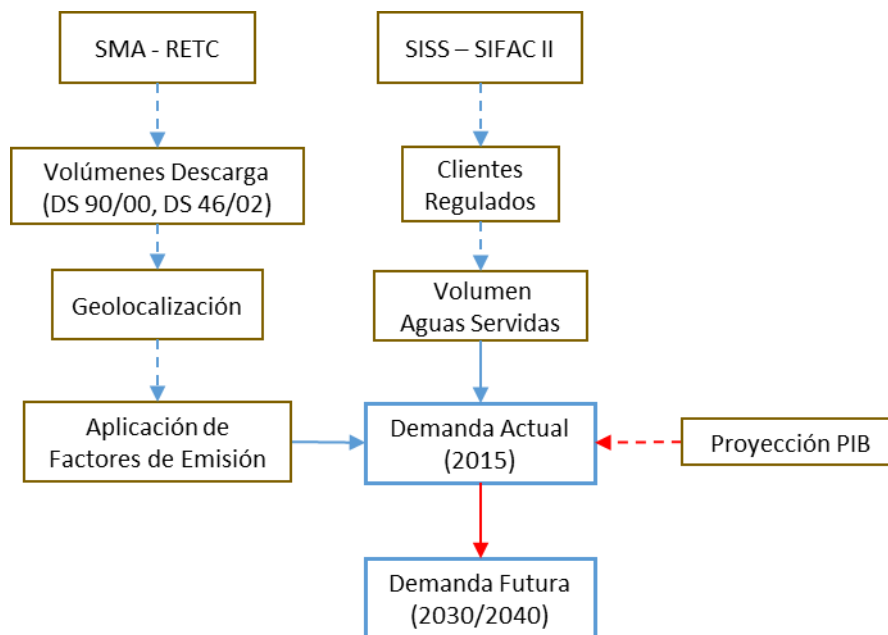 SMA - RETC
SISS – SIFAC II
Volúmenes Descarga
(DS 90/00, DS 46/02)
Clientes
Regulados
Geolocalización
Volumen
Aguas Servidas
Aplicación de
Factores de Emisión
Demanda Actual
(2015)
Proyección PIB
Demanda Futura
(2030/2040)